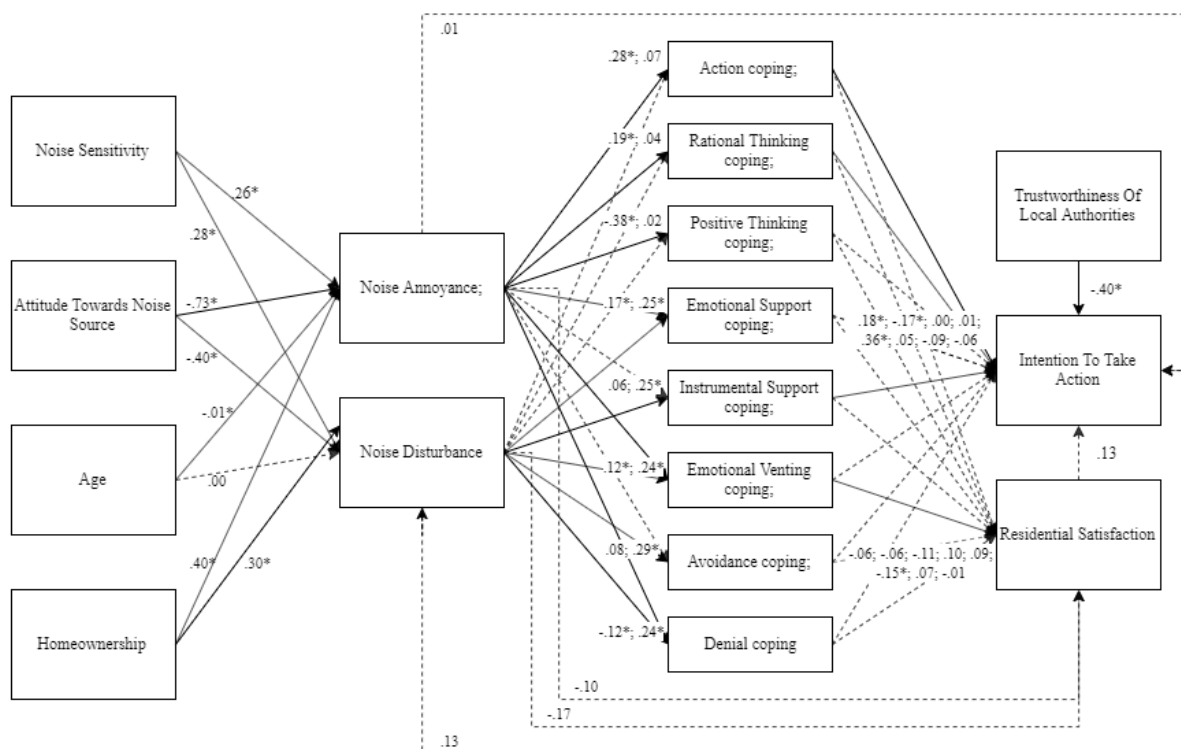 .01
.28*; .07
Action coping;
Noise Sensitivity
.19*; .04
Rational Thinking
coping;
.26*
Trustworthiness Of
Local Authorities
.28*
-.38*; .02
Positive Thinking
coping;
Attitude Towards Noise
Source
-.73*
Noise Annoyance;
.17*; .25*
Emotional Support
coping;
-.40*
.18*; -.17*; .00; .01;
.36*; .05; -.09; -.06
Intention To Take
Action
-.40*
.06; .25*
Instrumental Support
coping;
-.01*
Age
.00
Noise Disturbance
.12*; .24*
Emotional Venting
coping;
.13
Residential Satisfaction
.40*
.30*
.08; .29*
Avoidance coping;
-.06; -.06; -.11; .10; .09;
-.15*; .07; -.01
Homeownership
-.12*; .24*
Denial coping
-.10
-.17
.13